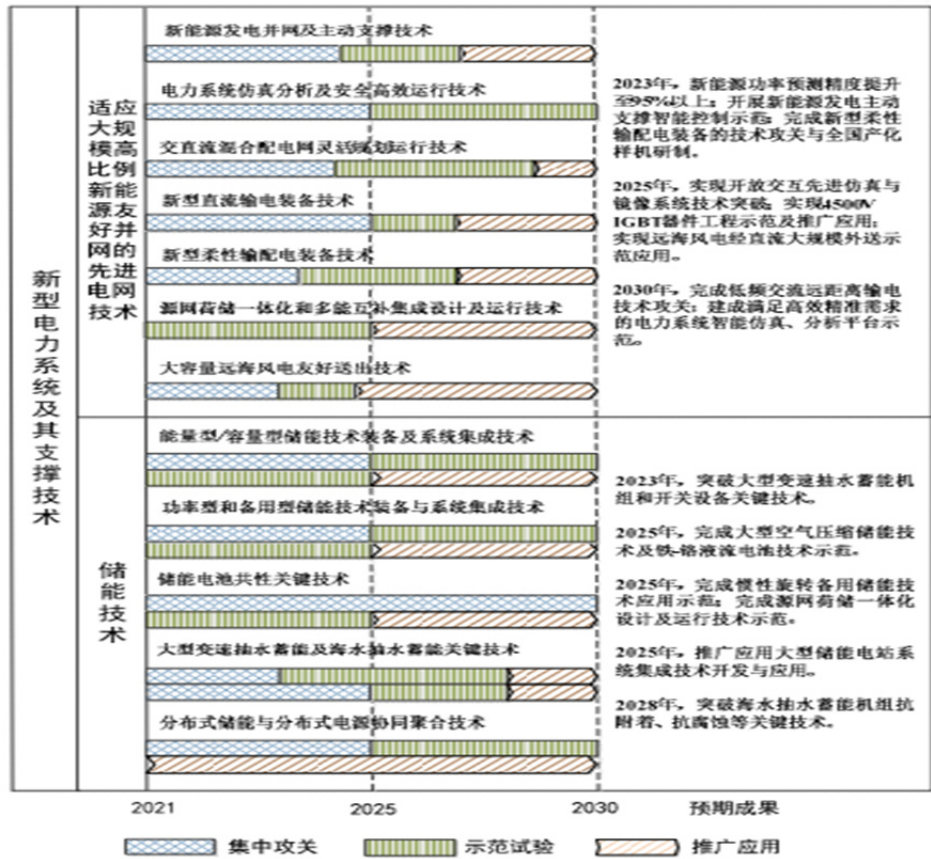 新型电力系统及其支撑技术
适应大规模高比例新能源友好并网的先进电网技术
新能源发电并网及主动支撑技术
电力系统仿真分析及安全高效运行技术
交直流混合配电网灵活规划运行技术
新型直流输电装备技术
新型柔性输配电装备技术
源网荷储一体化和多能互补集成设计及运行技术
大容量远海风电友好送出技术
2023年，新能源功率预测精度提升
至95%以上；开展新能源发电主动
支撑智能控制示范；完成新型柔性
输配电装备的技术攻关与全国产化
样机研制。
2025年，实现开放交互先进仿真与
镜像系统技术突破；实现4500V
IGBT器件工程示范及推广应用；
实现远海风电经直流大规模外送示
范应用。
2030年，完成低频交流远距离输电
技术攻关；建成满足高效精准需求
的电力系统智能仿真、分析平台示
范。
储能技术
能量型/容量型储能技术装备及系统集成技术
功率型和备用型储能技术装备与系统集成技术
储能电池共性关键技术
大型变速抽水蓄能及海水抽水蓄能关键技术
分布式储能与分布式电源协同聚合技术
2023年，突破大型变速抽水蓄能机
组和开关设备关键技术。
2025年，完成大型空气压缩储能技
术及铁-铬液流电池技术示范。
2025年，完成惯性旋转备用储能技
术应用示范；完成源网荷储一体化
设计及运行技术示范。
2025年，推广应用大型储能电站系
统集成技术开发与应用。
2028年，突破海水抽水蓄能机组抗
附着、抗腐蚀等关键技术。
2021 2025 2030 预期成果
集中攻关 示范试验 推广应用